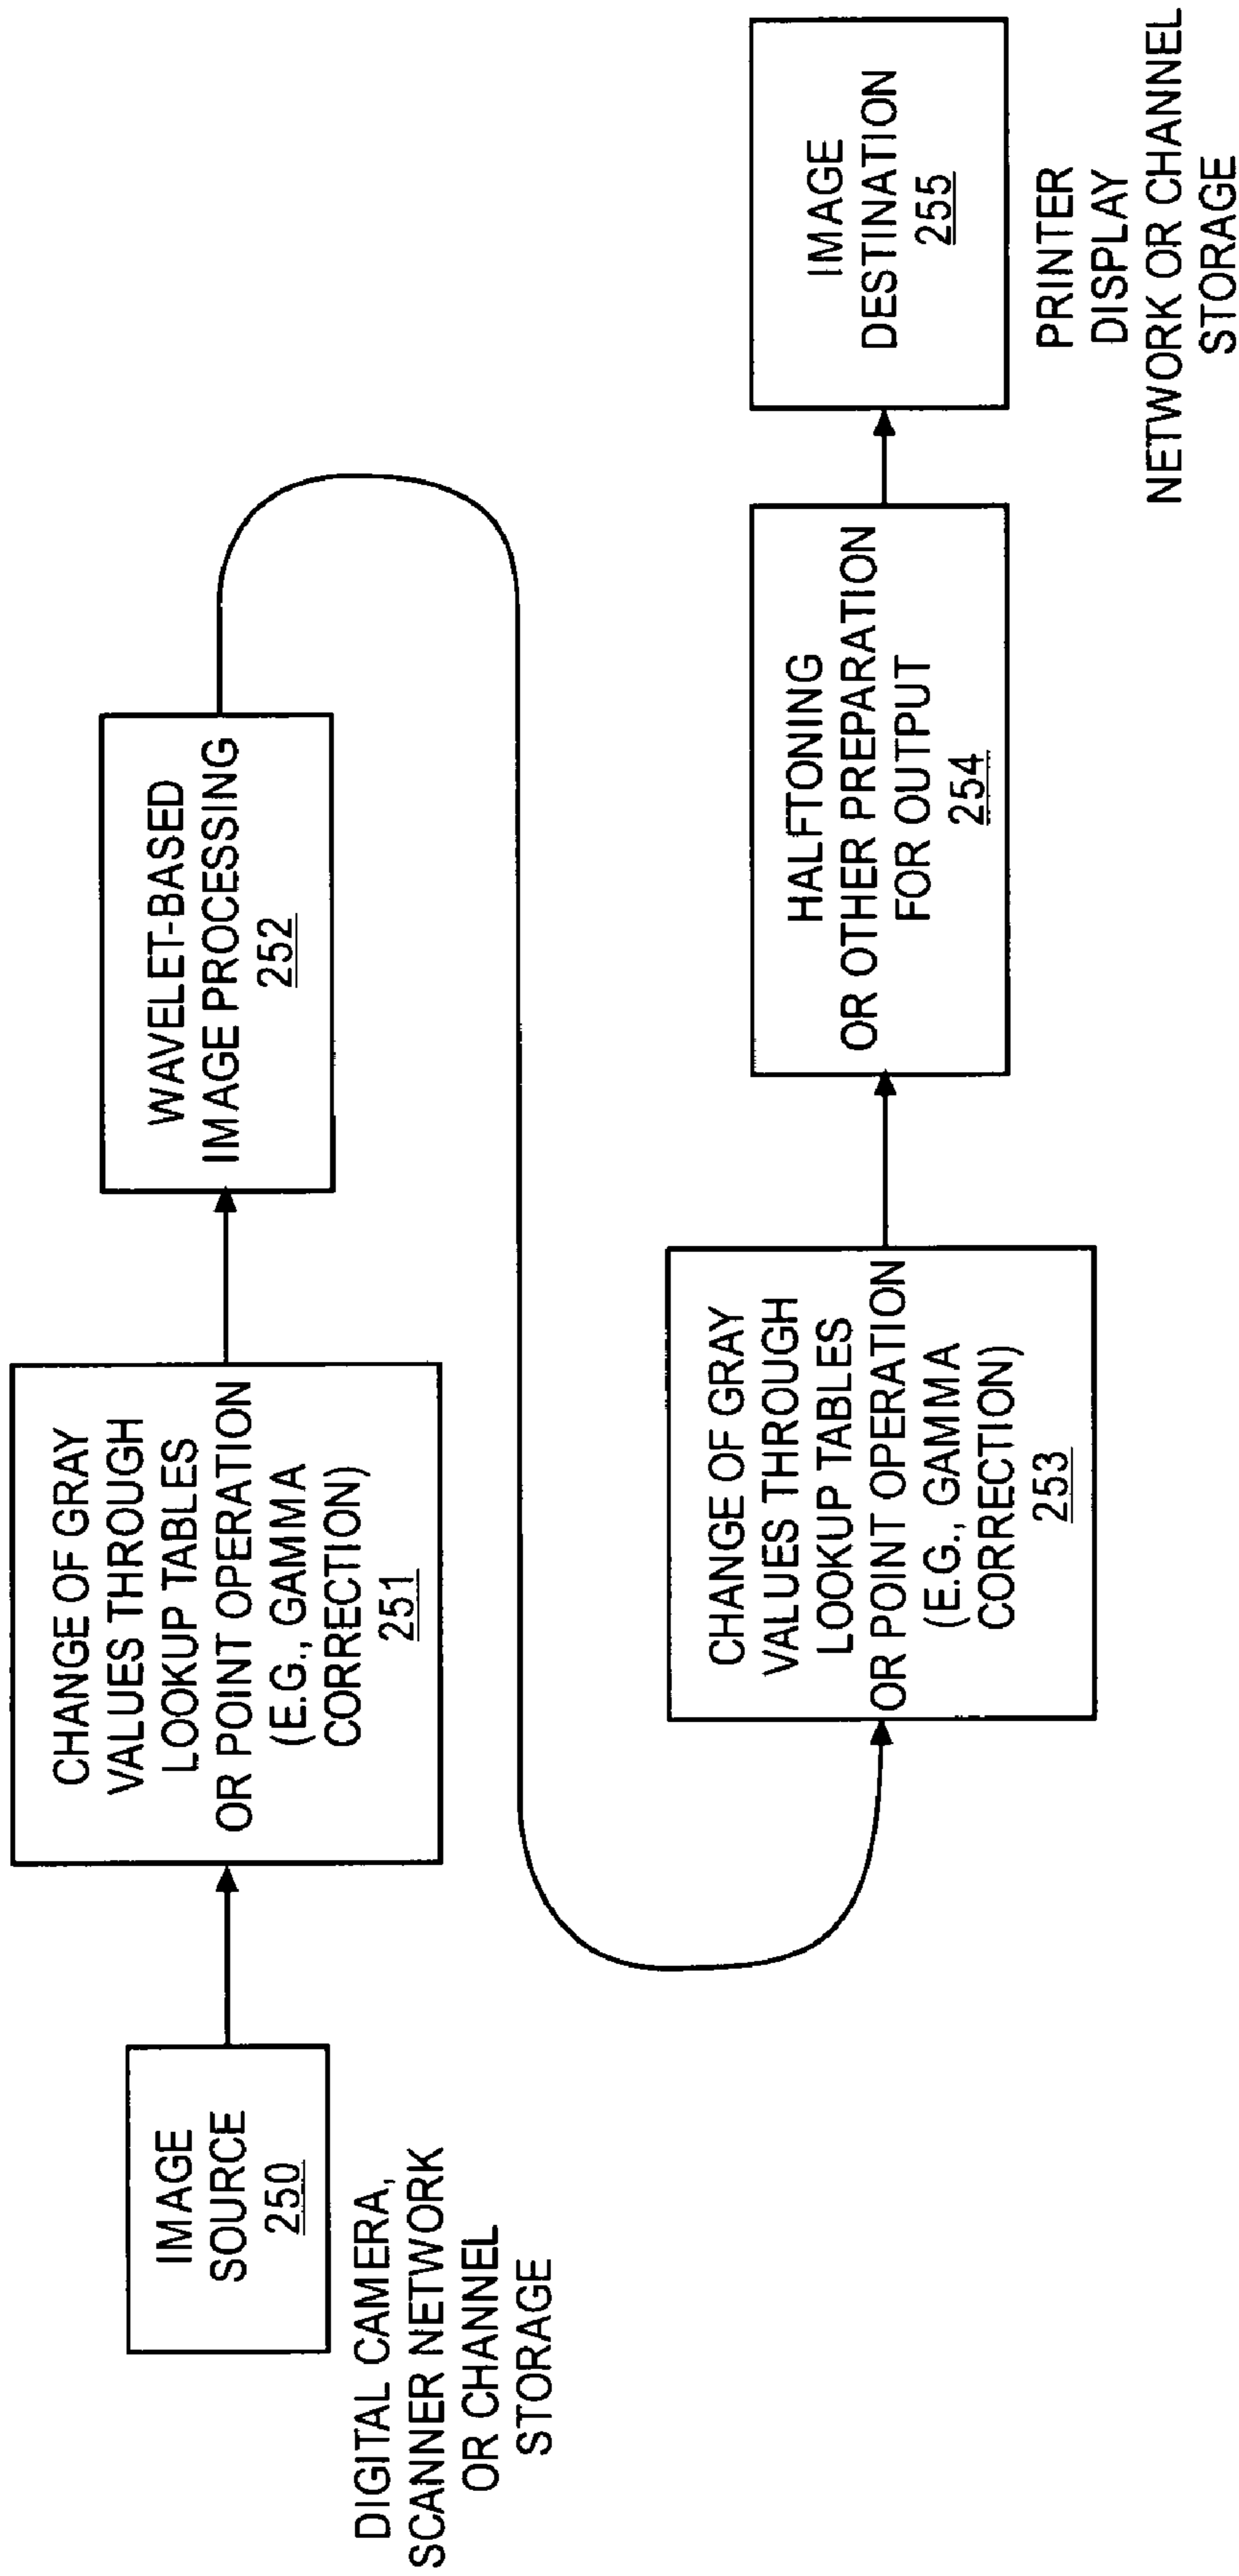 IMAGE
SOURCE
250
DIGITAL CAMERA,
SCANNER NETWORK
OR CHANNEL
STORAGE
CHANGE OF GRAY
VALUES THROUGH
LOOKUP TABLES
OR POINT OPERATION
(E.G., GAMMA
CORRECTION)
251
WAVELET-BASED
IMAGE PROCESSING
252
CHANGE OF GRAY
VALUES THROUGH
LOOKUP TABLES
OR POINT OPERATION
(E.G., GAMMA
CORRECTION)
253
HALFTONING
OR OTHER PREPARATION
FOR OUTPUT
254
IMAGE
DESTINATION
255
PRINTER
DISPLAY
NETWORK OR CHANNEL
STORAGE